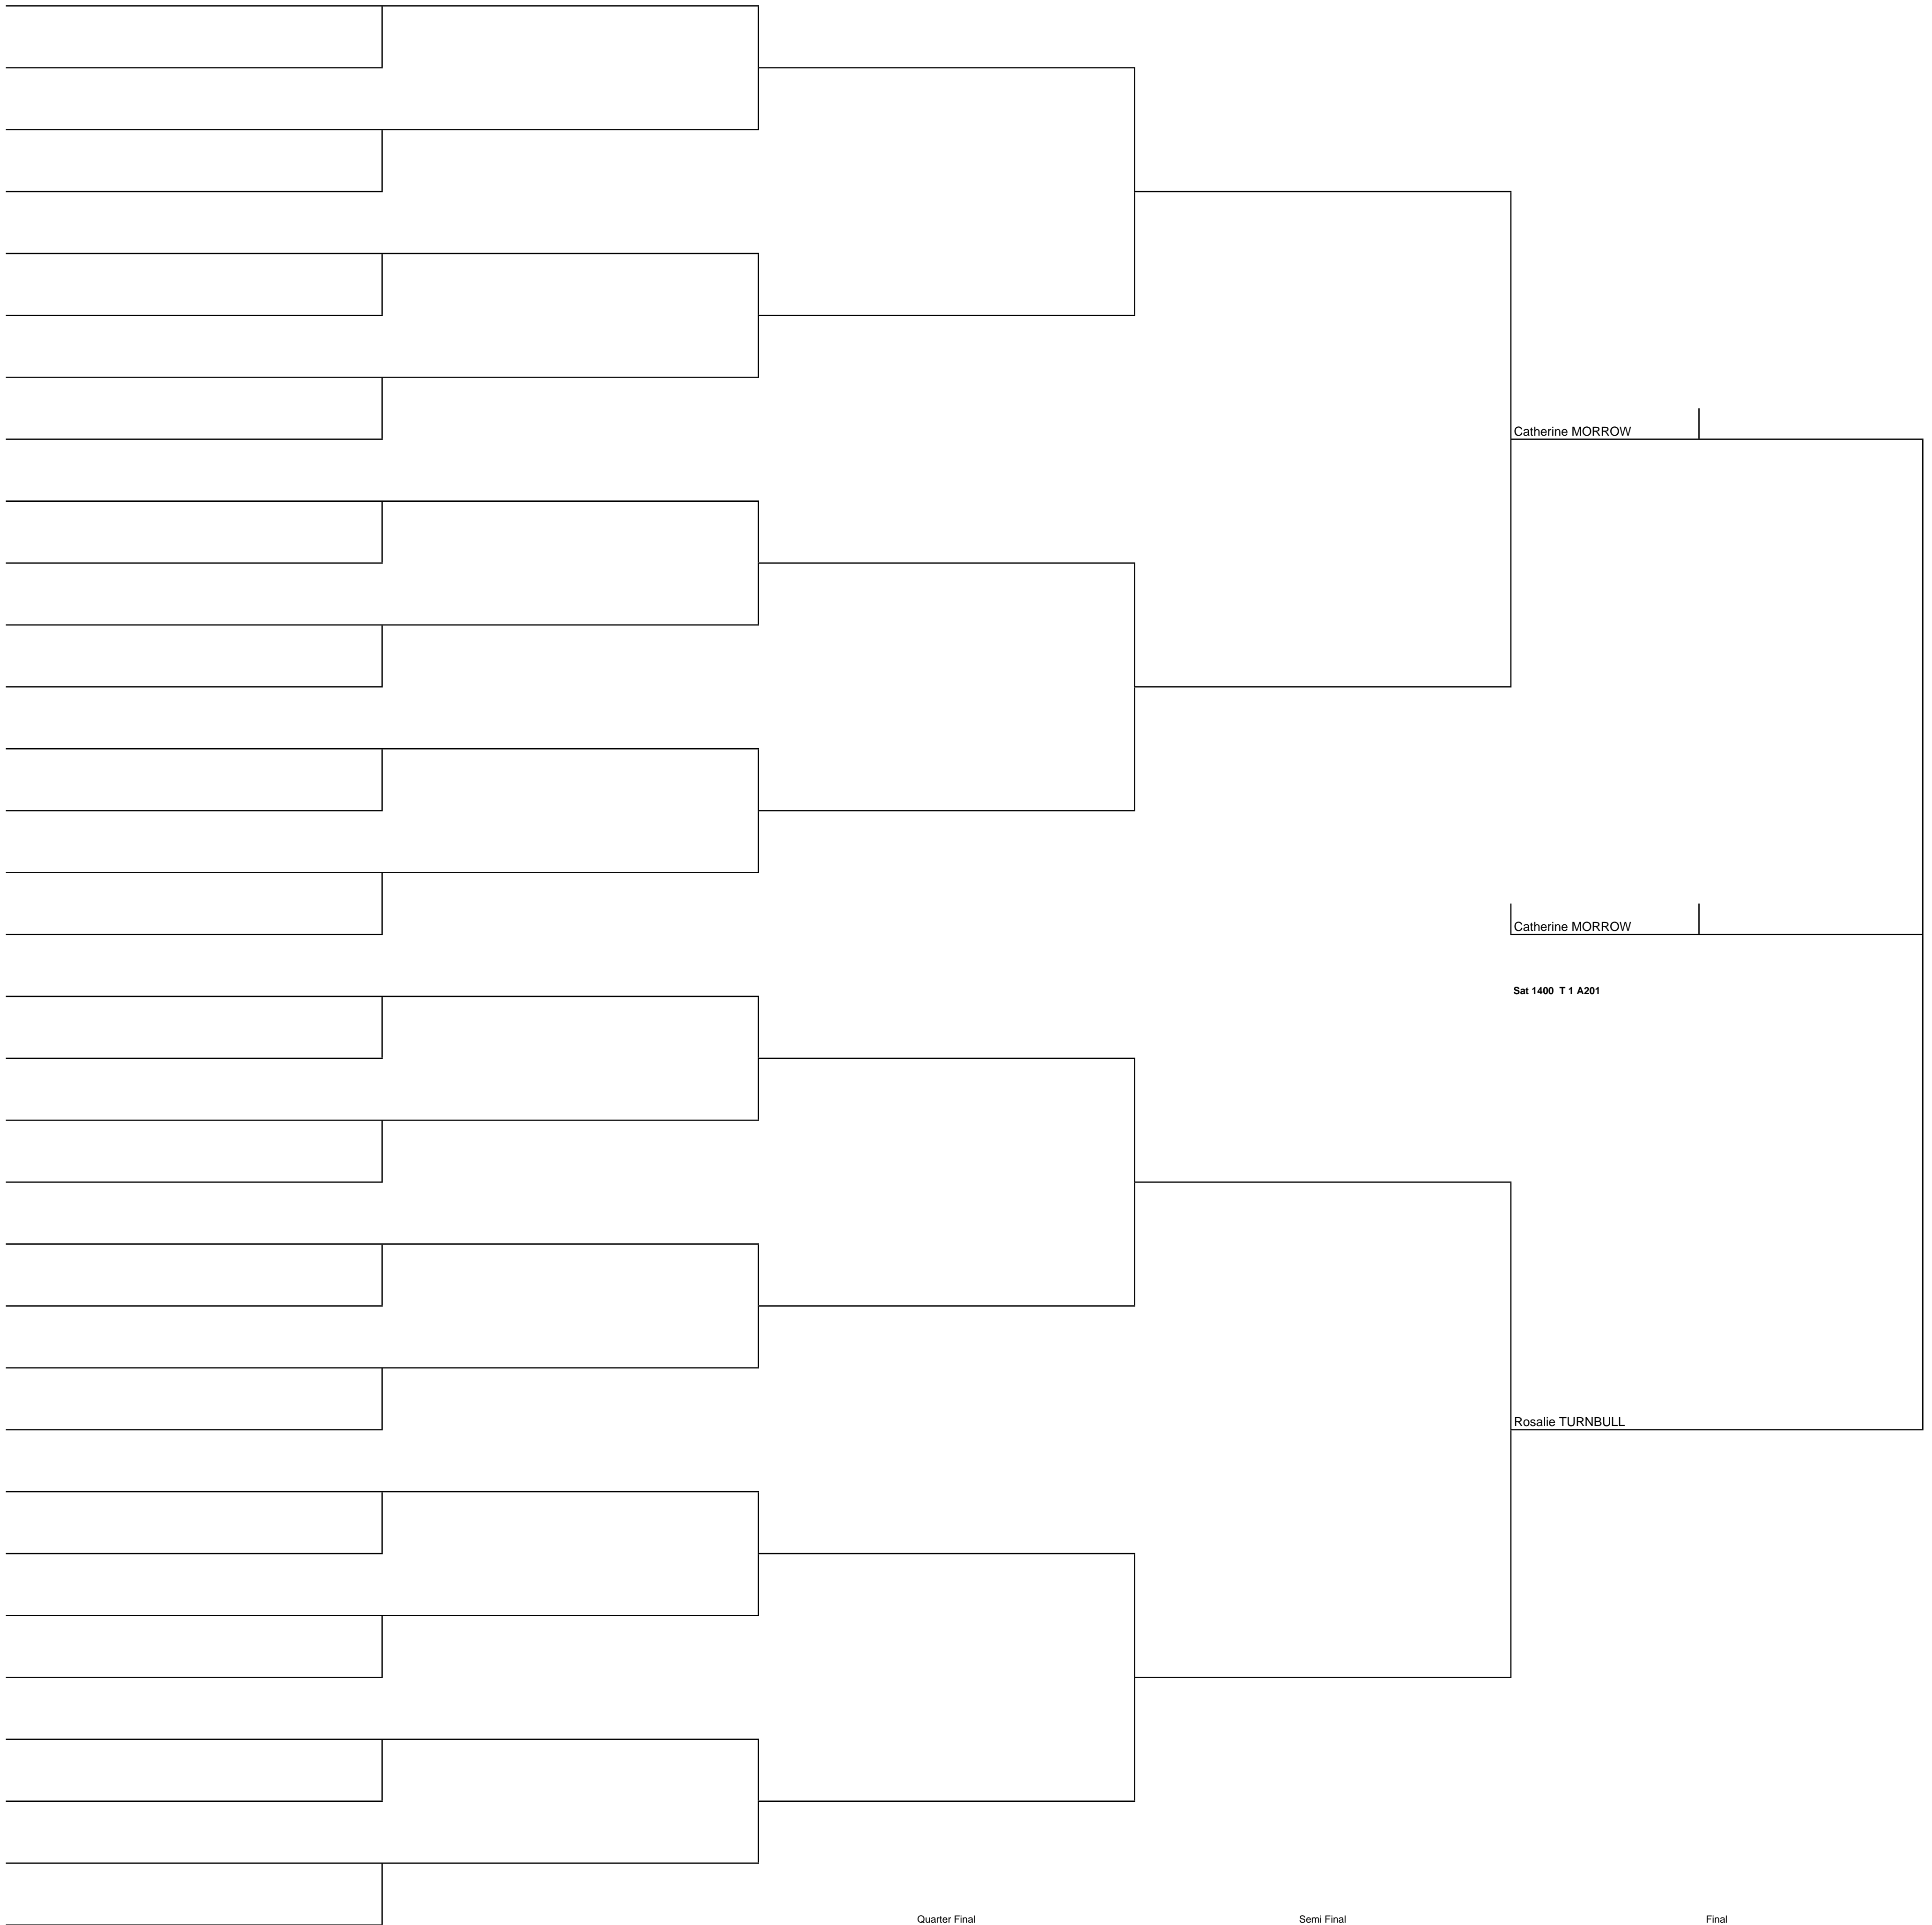 Catherine MORROW
Catherine MORROW
Sat 1400 T 1 A201
Rosalie TURNBULL
Quarter Final
Semi Final
Final